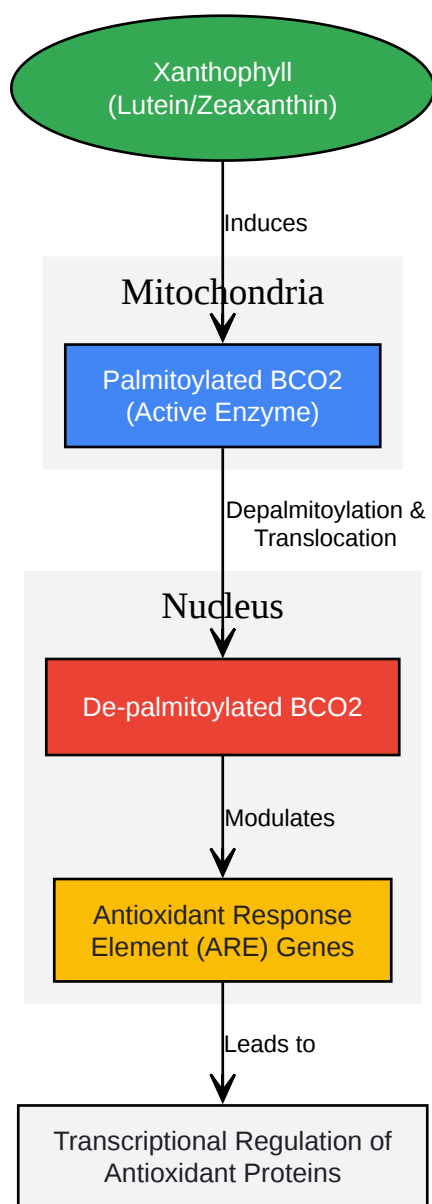 Xanthophyll
(Lutein/Zeaxanthin)
Induces
Mitochondria
Palmitoylated BCO2
(Active Enzyme)
Depalmitoylation &
Translocation
Nucleus
De-palmitoylated BCO2
Modulates
Antioxidant Response
Element (ARE) Genes
Leads to
Transcriptional Regulation of
Antioxidant Proteins